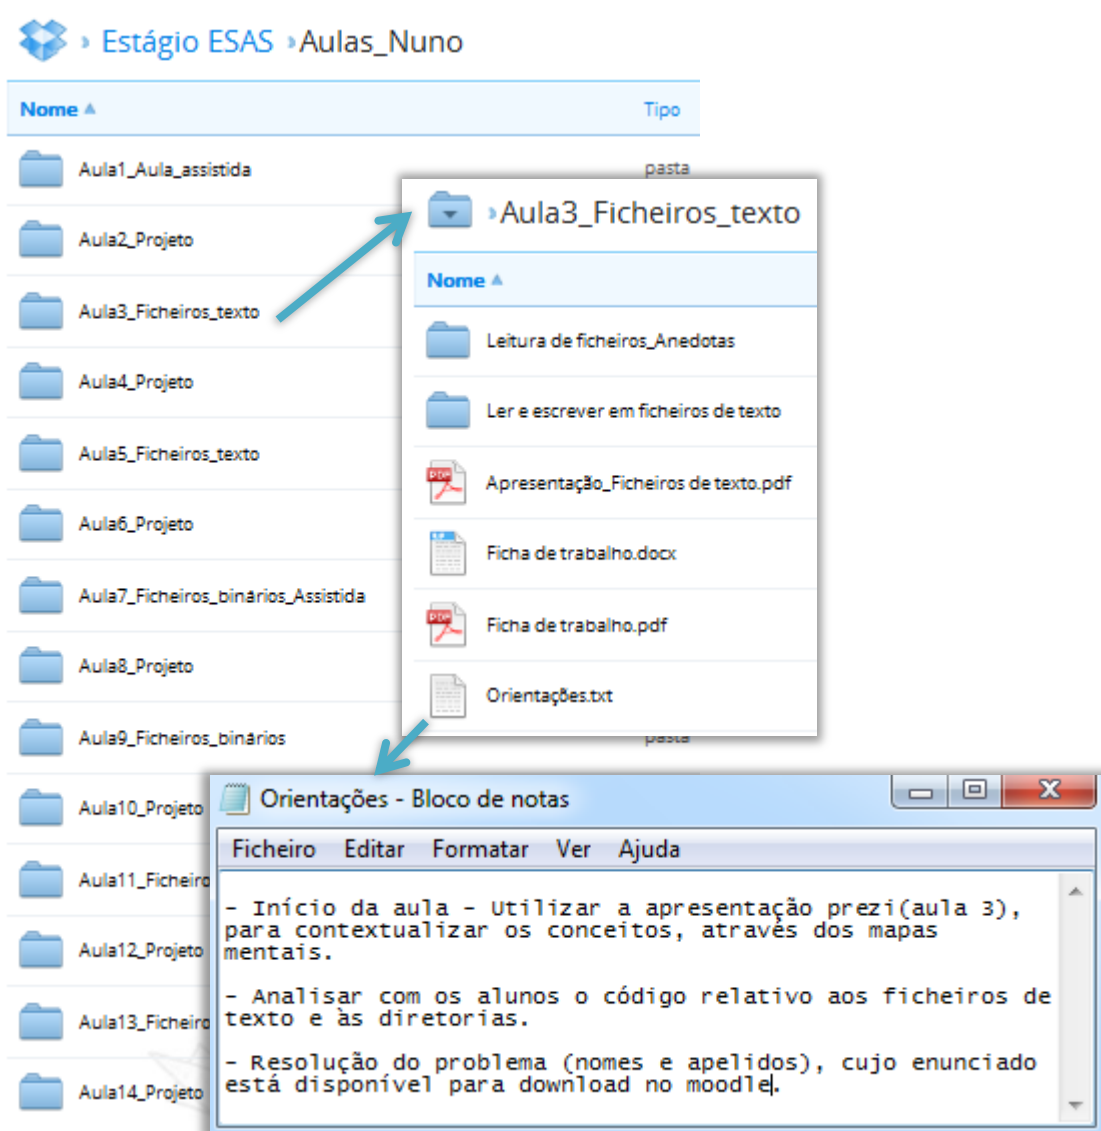 Estágio ESAS › Aulas_Nuno
Nome Tipo
Aula1_Aula_assistida pasta
Aula2_Projeto
Aula3_Ficheiros_texto
Aula4_Projeto
Aula5_Ficheiros_texto
Aula6_Projeto
Aula7_Ficheiros_binários_Assistida
Aula8_Projeto
Aula9_Ficheiros_binários pasta
Aula10_Projeto
Aula11_Ficheiro
Aula12_Projeto
Aula13_Ficheiro
Aula14_Projeto
› Aula3_Ficheiros_texto
Nome
Leitura de ficheiros_Anedotas
Ler e escrever em ficheiros de texto
Apresentação_Ficheiros de texto.pdf
Ficha de trabalho.docx
Ficha de trabalho.pdf
Orientações.txt
Orientações - Bloco de notas
Ficheiro Editar Formatar Ver Ajuda
- Início da aula - Utilizar a apresentação prezi(aula 3),
para contextualizar os conceitos, através dos mapas
mentais.
- Analisar com os alunos o código relativo aos ficheiros de
texto e às diretorias.
- Resolução do problema (nomes e apelidos), cujo enunciado
está disponível para download no moodle.